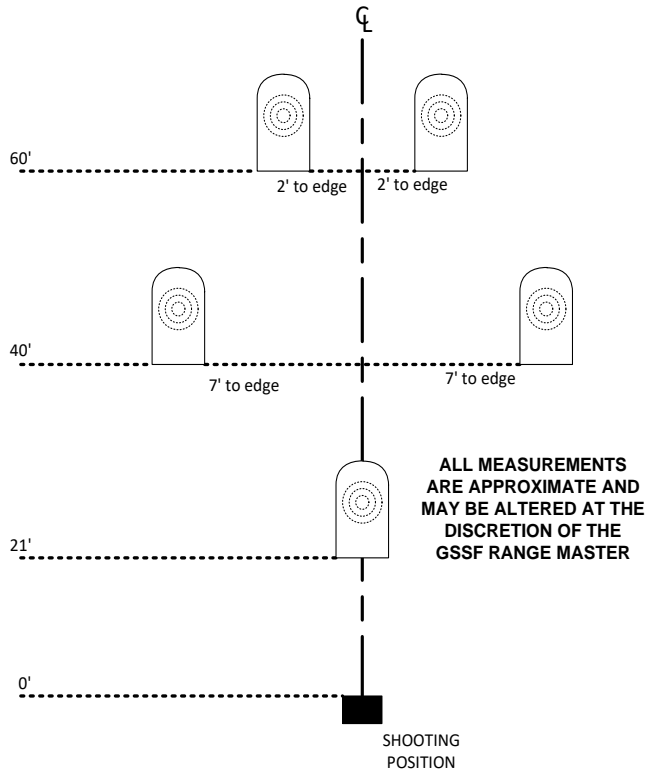 ℄
60'
2' to edge 2' to edge
40'
7' to edge 7' to edge
ALL MEASUREMENTS
ARE APPROXIMATE AND
MAY BE ALTERED AT THE
DISCRETION OF THE
GSSF RANGE MASTER
21'
0'
SHOOTING
POSITION